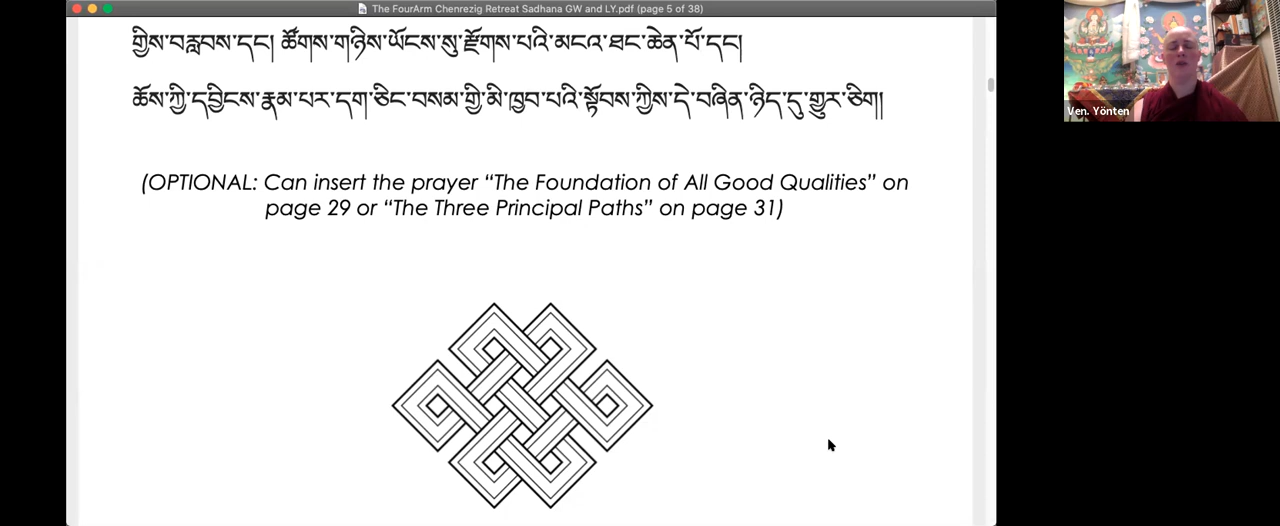 The FourArm Chenrezig Retreat Sadhana GW and LY.pdf (page 5 of 38)
གྱིས་བརླབས་དང། ཚོགས་གཉིས་ཡོངས་སུ་རྫོགས་པའི་མངའ་ཐང་ཆེན་པོ་དང།
ཆོས་ཀྱི་དབྱིངས་རྣམ་པར་དག་ཅིང་བསམ་གྱི་མི་ཁྱབ་པའི་སྟོབས་ཀྱིས་དེ་བཞིན་ཉིད་དུ་གྱུར་ཅིག།
(OPTIONAL: Can insert the prayer “The Foundation of All Good Qualities” on
page 29 or “The Three Principal Paths” on page 31)
Ven. Yönten